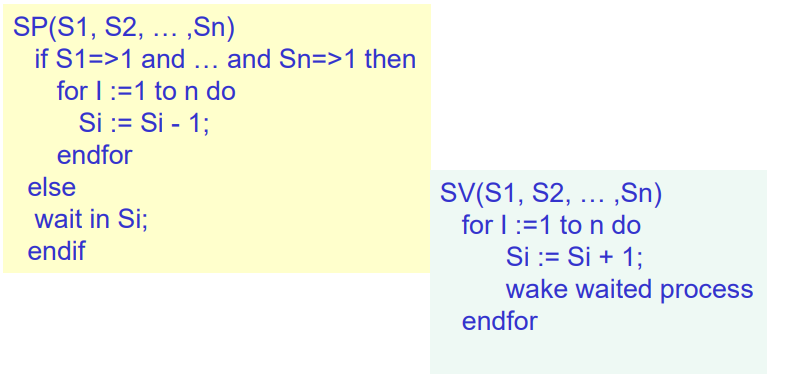 SP(S1, S2, … ,Sn)
if S1=>1 and … and Sn=>1 then
for I :=1 to n do
Si := Si - 1;
endfor
else
wait in Si;
endif
SV(S1, S2, … ,Sn)
for I :=1 to n do
Si := Si + 1;
wake waited process
endfor